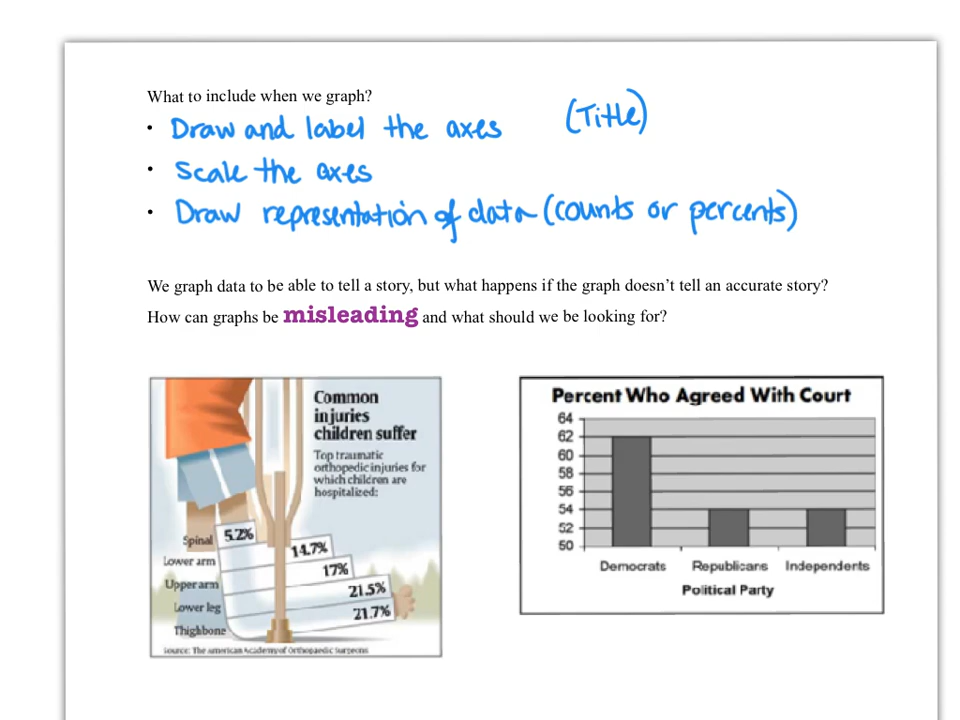 What to include when we graph?
(Title)
• Draw and label the axes
• Scale the axes
• Draw representation of data (counts or percents)
We graph data to be able to tell a story, but what happens if the graph doesn't tell an accurate story?
How can graphs be misleading and what should we be looking for?
Common
injuries
children suffer
Top traumatic
orthopedic injuries for
which children are
hospitalized:
Spinal 5.2%
Lower arm 14.7%
Upper arm 17%
Lower leg 21.5%
Thighbone 21.7%
Source: The American Academy of Orthopaedic Surgeons
Percent Who Agreed With Court
64
62
60
58
56
54
52
50
Democrats Republicans Independents
Political Party